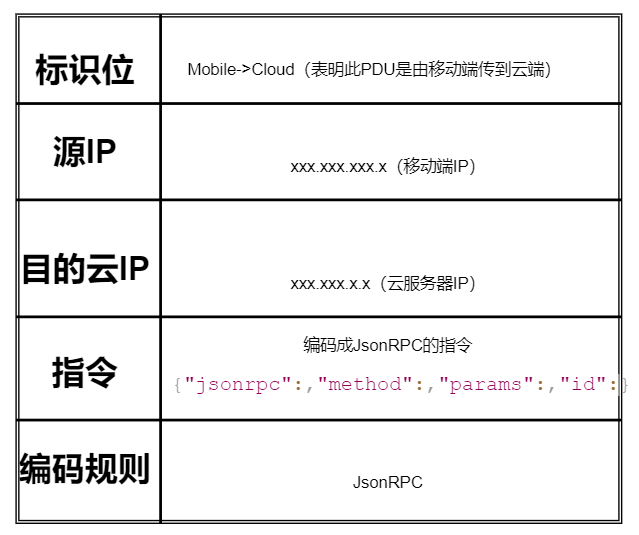 标识位
Mobile->Cloud（表明此PDU是由移动端传到云端）
源IP
xxx.xxx.xxx.x（移动端IP）
目的云IP
xxx.xxx.x.x（云服务器IP）
指令
编码成JsonRPC的指令
{"jsonrpc":,"method":,"params":,"id":}
编码规则
JsonRPC